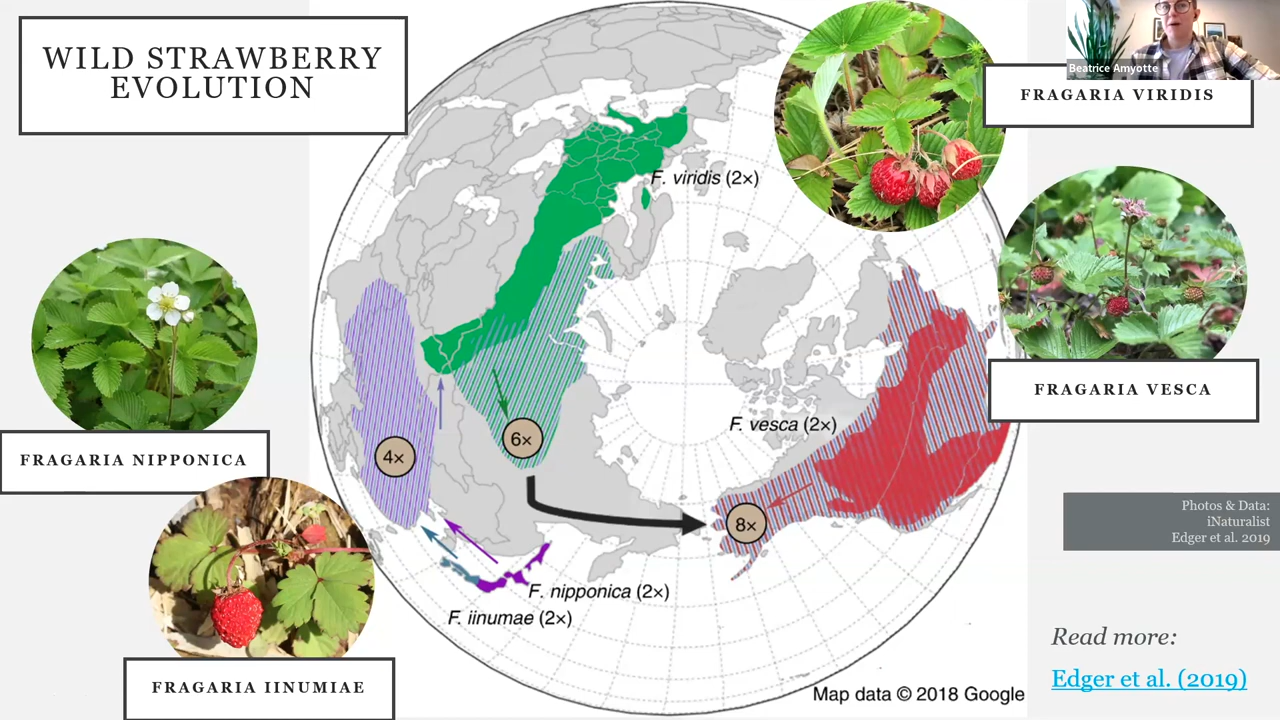 WILD STRAWBERRY
EVOLUTION
Beatrice Amyotte
FRAGARIA VIRIDIS
F. viridis (2×)
FRAGARIA VESCA
F. vesca (2×)
FRAGARIA NIPPONICA
4×
6×
8×
Photos & Data:
iNaturalist
Edger et al. 2019
F. nipponica (2×)
F. iinumae (2×)
FRAGARIA IINUMIAE
Read more:
Edger et al. (2019)
Map data © 2018 Google